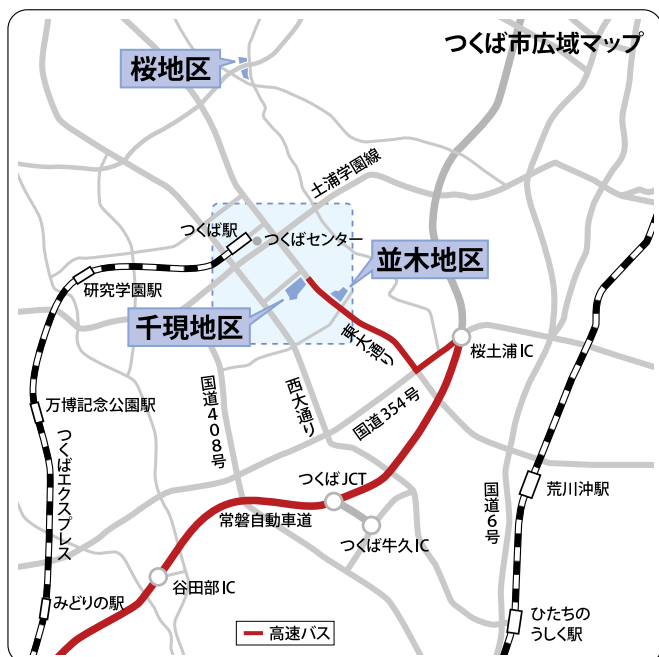 つくば市広域マップ
桜地区
土浦学園線
つくば駅
つくばセンター
並木地区
研究学園駅
千現地区
東大通り
桜土浦IC
万博記念公園駅
国道408号
西大通り
国道354号
つくばエクスプレス
つくばJCT
荒川沖駅
国道6号
常磐自動車道
つくば牛久IC
谷田部IC
みどりの駅
ひたちの
うしく駅
高速バス